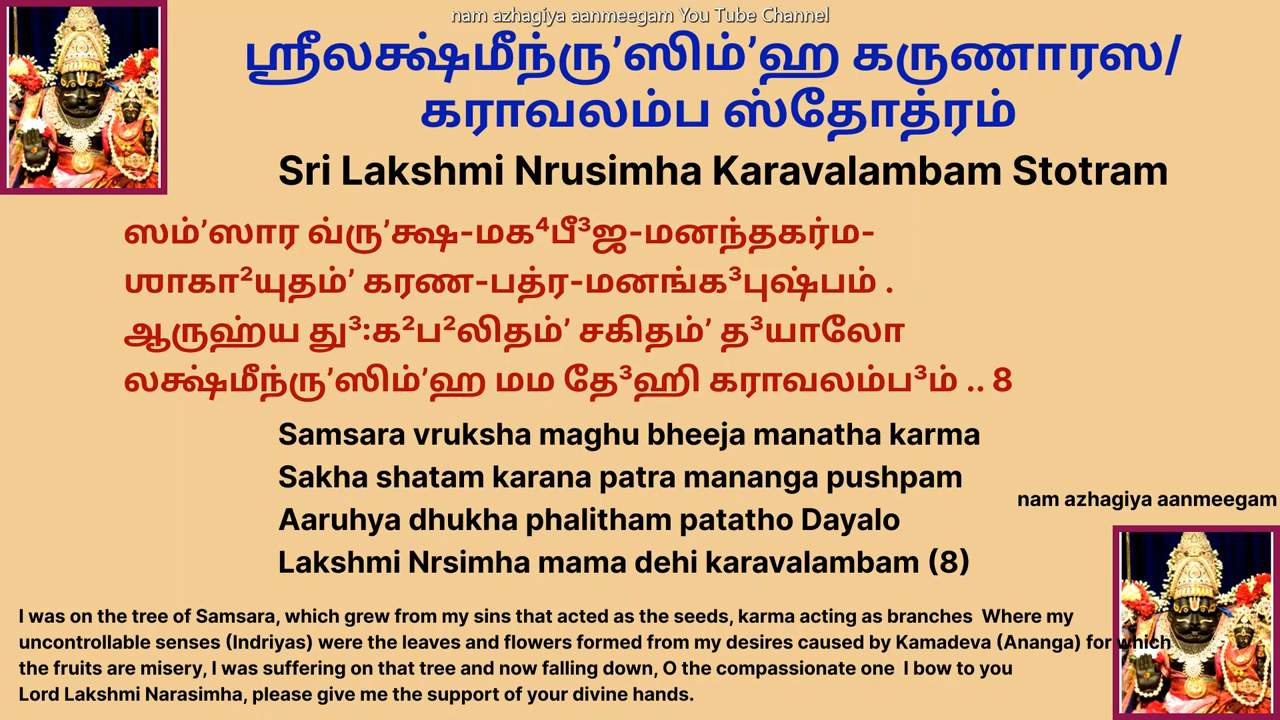 nam azhagiya aanmeegam You Tube Channel
ஶ்ரீலக்ஷ்மீந்ரு’ஸிம்’ஹ கருணாரஸ/
கராவலம்ப ஸ்தோத்ரம்
Sri Lakshmi Nrusimha Karavalambam Stotram
ஸம்’ஸார வ்ரு’க்ஷ-மக⁴பீ³ஜ-மனந்தகர்ம-
ஶாகா²யுதம்’ கரண-பத்ர-மனங்க³புஷ்பம் .
ஆருஹ்ய து³:க²ப²லிதம்’ சகிதம்’ த³யாலோ
லக்ஷ்மீந்ரு’ஸிம்’ஹ மம தே³ஹி கராவலம்ப³ம் .. 8
Samsara vruksha maghu bheeja manatha karma
Sakha shatam karana patra mananga pushpam
Aaruhya dhukha phalitham patatho Dayalo
Lakshmi Nrsimha mama dehi karavalambam (8)
nam azhagiya aanmeegam
I was on the tree of Samsara, which grew from my sins that acted as the seeds, karma acting as branches  Where my
uncontrollable senses (Indriyas) were the leaves and flowers formed from my desires caused by Kamadeva (Ananga) for which
the fruits are misery, I was suffering on that tree and now falling down, O the compassionate one  I bow to you
Lord Lakshmi Narasimha, please give me the support of your divine hands.